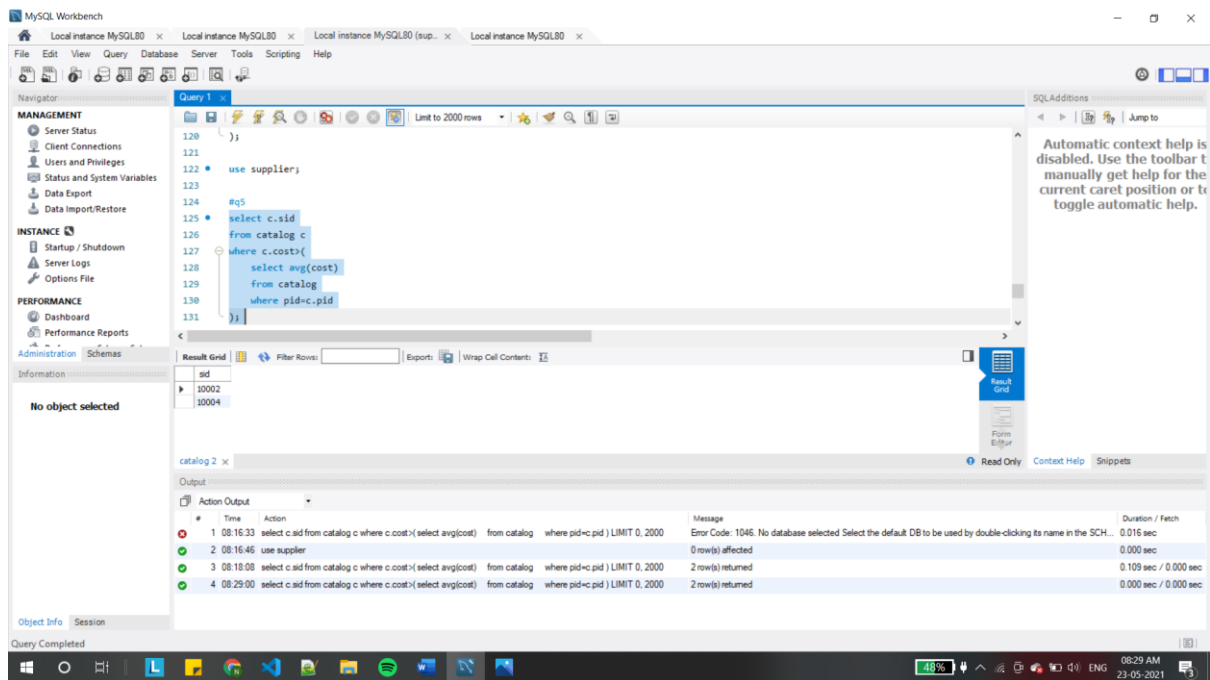 MySQL Workbench
Local instance MySQL80 × Local instance MySQL80 × Local instance MySQL80 (sup... × Local instance MySQL80 ×
File Edit View Query Database Server Tools Scripting Help
Navigator
MANAGEMENT
Server Status
Client Connections
Users and Privileges
Status and System Variables
Data Export
Data Import/Restore
INSTANCE
Startup / Shutdown
Server Logs
Options File
PERFORMANCE
Dashboard
Performance Reports
Administration Schemas
Information
No object selected
Object Info Session
Query 1 ×
Limit to 2000 rows
120 );
121
122 use supplier;
123
124 #q5
125 select c.sid
126 from catalog c
127 where c.cost>(
128 select avg(cost)
129 from catalog
130 where pid=c.pid
131 );
Result Grid Filter Rows: Export: Wrap Cell Content:
sid
10002
10004
Result
Grid
Form
Editor
catalog 2 × Read Only
SQLAdditions
Jump to
Automatic context help is
disabled. Use the toolbar t
manually get help for the
current caret position or to
toggle automatic help.
Context Help Snippets
Output
Action Output
# Time Action Message Duration / Fetch
1 08:16:33 select c.sid from catalog c where c.cost>( select avg(cost) from catalog where pid=c.pid ) LIMIT 0, 2000 Error Code: 1046. No database selected Select the default DB to be used by double-clicking its name in the SCH... 0.016 sec
2 08:16:46 use supplier 0 row(s) affected 0.000 sec
3 08:18:08 select c.sid from catalog c where c.cost>( select avg(cost) from catalog where pid=c.pid ) LIMIT 0, 2000 2 row(s) returned 0.109 sec / 0.000 sec
4 08:29:00 select c.sid from catalog c where c.cost>( select avg(cost) from catalog where pid=c.pid ) LIMIT 0, 2000 2 row(s) returned 0.000 sec / 0.000 sec
Query Completed
48% ENG 08:29 AM
23-05-2021
3